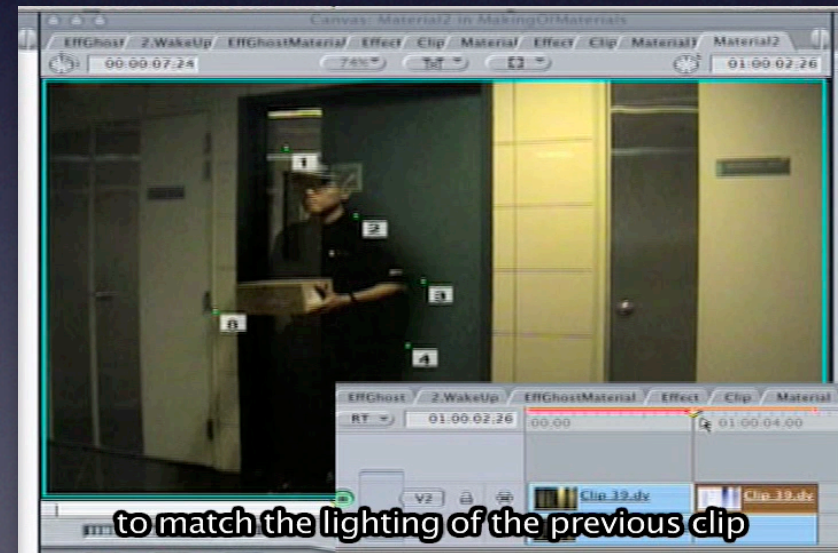 Canvas: Material2 in MakingOfMaterials
EffGhost 2.WakeUp EffGhostMaterial Effect Clip Material Effect Clip Material Material2
00:00:07:24 74% 01:00:02:26
1
2
3
4
8
EffGhost 2.WakeUp EffGhostMaterial Effect Clip Material
RT 01:00:02:26 00:00 01:00:04:00
V2 Clip 39.dv Clip 39.dv
to match the lighting of the previous clip